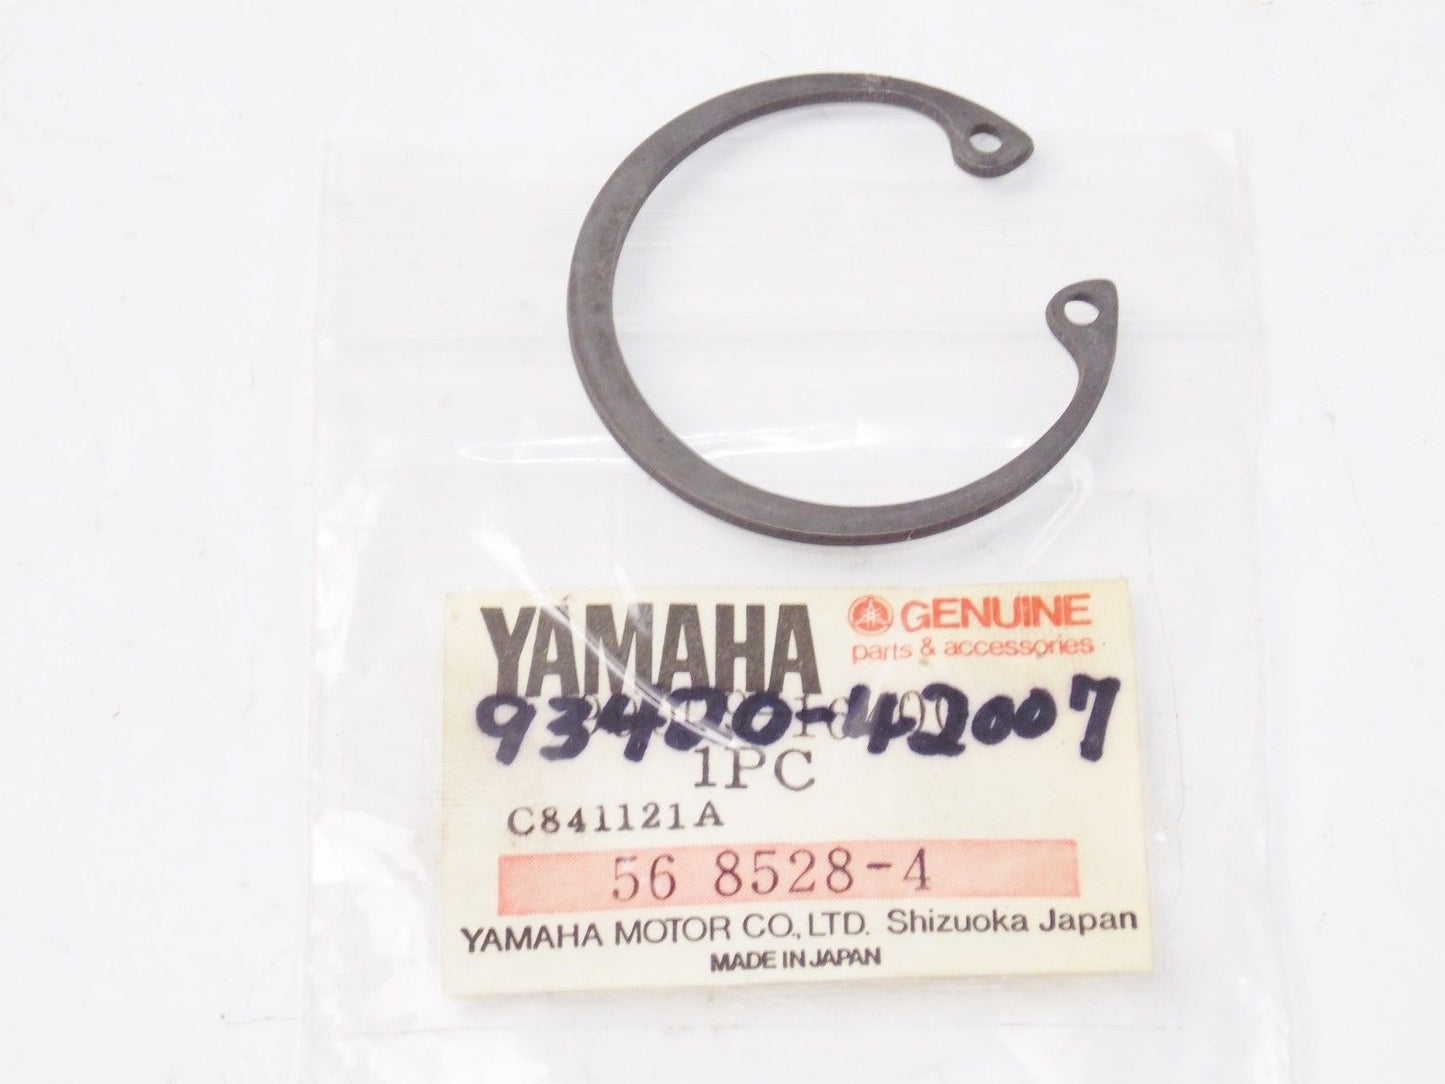 YAMAHA
GENUINE
parts & accessories
93420-42007
1PC
C841121A
56 8528-4
YAMAHA MOTOR CO., LTD. Shizuoka Japan
MADE IN JAPAN